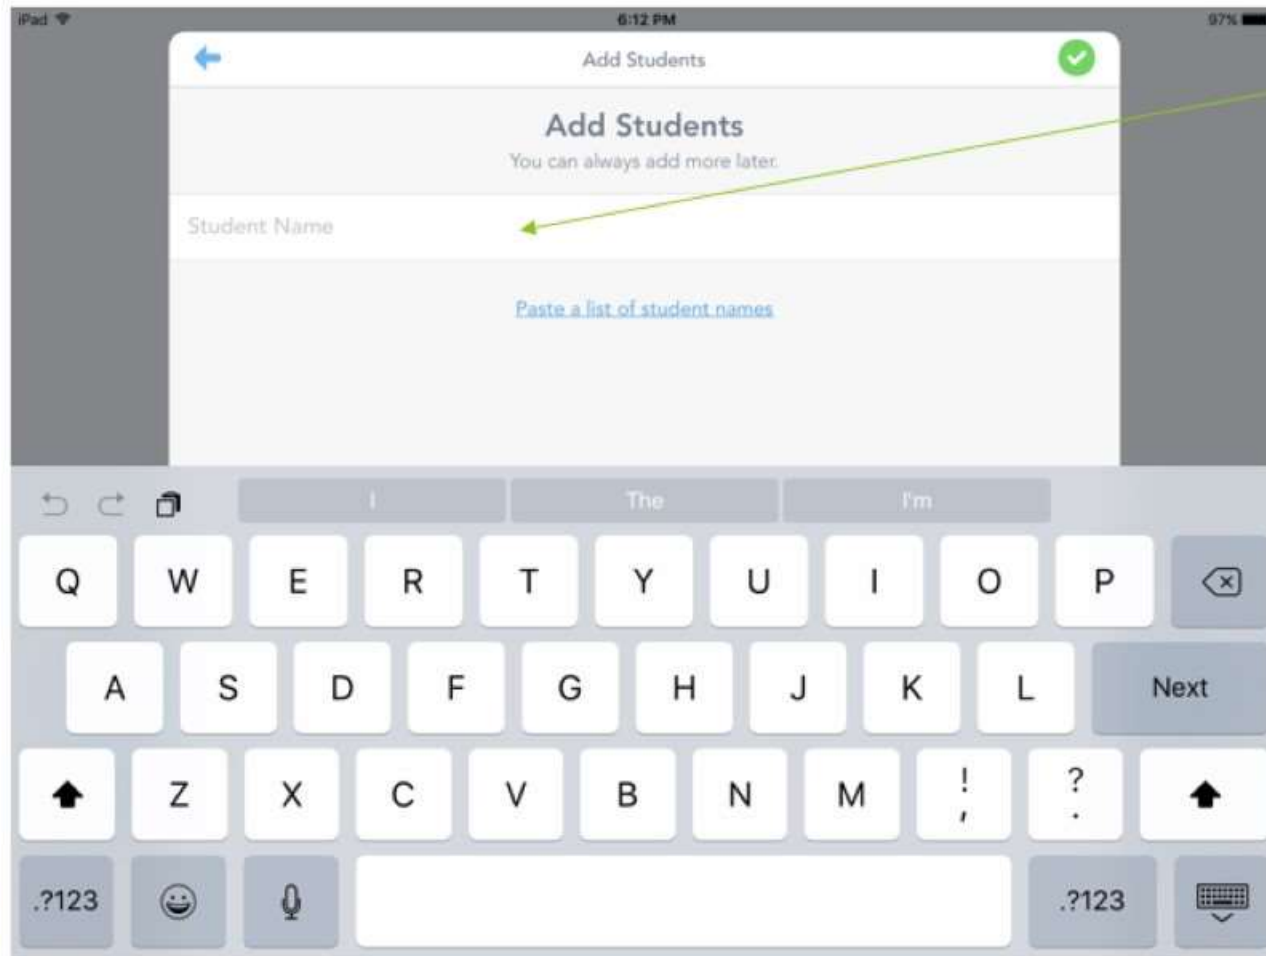 iPad 6:12 PM 97%
Add Students
Add Students
You can always add more later.
Student Name
Paste a list of student names
I The I'm
Q W E R T Y U I O P
A S D F G H J K L Next
Z X C V B N M ! , ? .
.?123 .?123